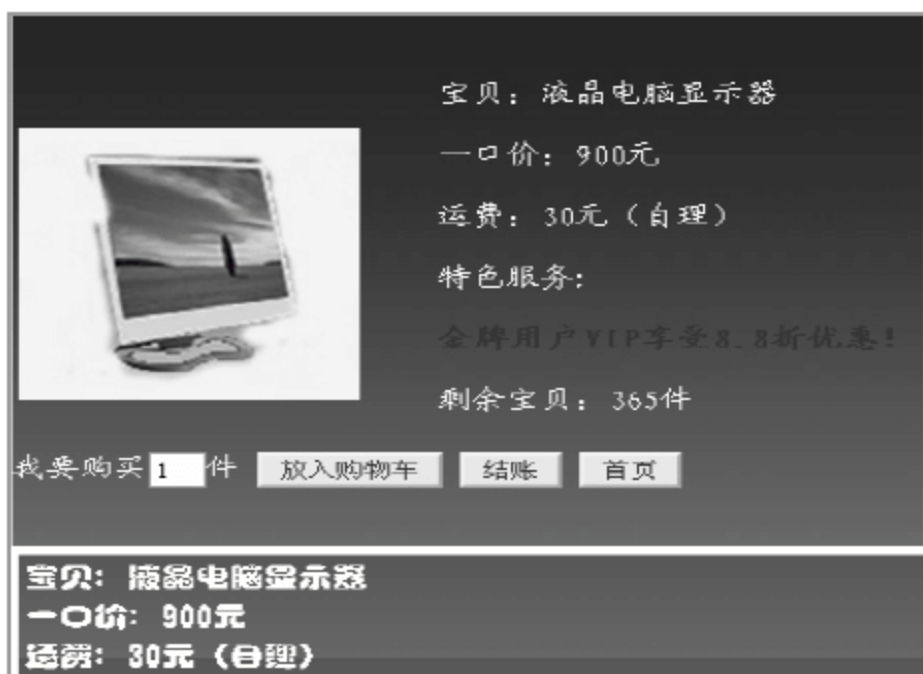 宝贝：液晶电脑显示器
一口价：900元
运费：30元（自理）
特色服务：
金牌用户VIP享受8.8折优惠！
剩余宝贝：365件
我要购买 1 件 放入购物车 结账 首页
宝贝：液晶电脑显示器
一口价：900元
运费：30元（自理）